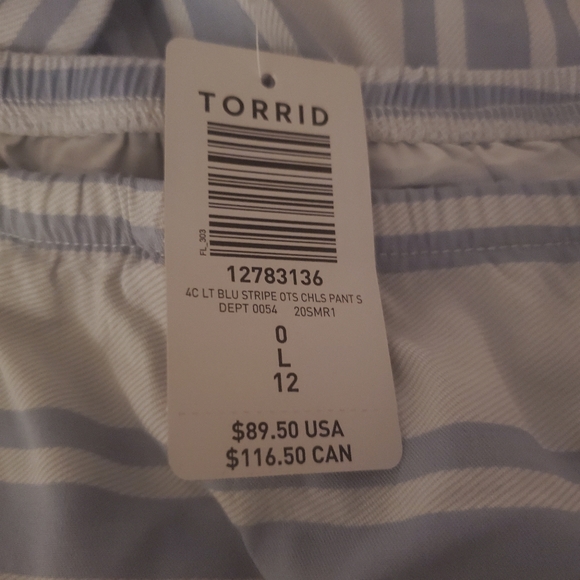 TORRID
FL_303
12783136
4C LT BLU STRIPE OTS CHLS PANT S
DEPT 0054 20SMR1
0
L
12
$89.50 USA
$116.50 CAN